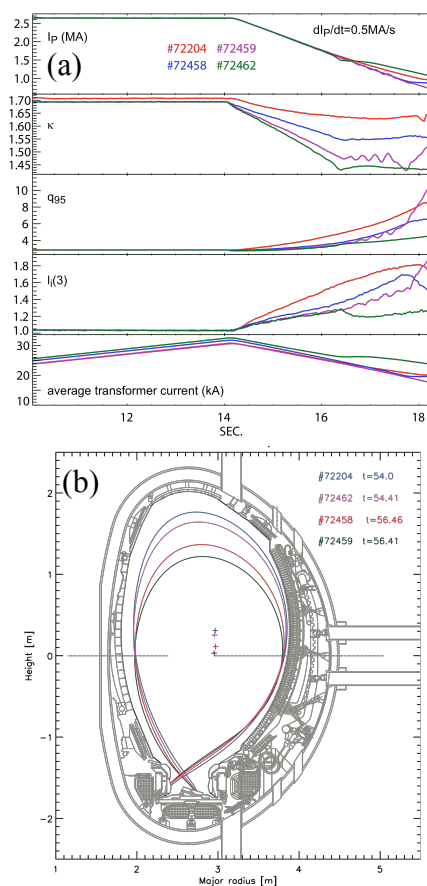 2.5
I_P (MA)
dI_P/dt=0.5MA/s
2.0
#72204 #72459
(a)
#72458 #72462
1.5
1.0
1.70
1.65
κ
1.60
1.55
1.50
1.45
10
q_95
8
6
4
1.8
l_i(3)
1.6
1.4
1.2
1.0
30
20
average transformer current (kA)
10
12 14 16 18
SEC.
(b)
#72204 t=54.0
2
#72462 t=54.41
#72458 t=56.46
#72459 t=56.41
1
Height [m]
0
−1
−2
1 2 3 4 5
Major radius [m]